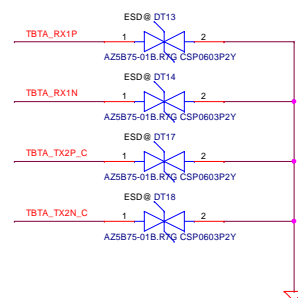 ESD@ DT13
TBTA_RX1P
1 2
AZ5B75-01B.R7G CSP0603P2Y
ESD@ DT14
TBTA_RX1N
1 2
AZ5B75-01B.R7G CSP0603P2Y
ESD@ DT17
TBTA_TX2P_C
1 2
AZ5B75-01B.R7G CSP0603P2Y
ESD@ DT18
TBTA_TX2N_C
1 2
AZ5B75-01B.R7G CSP0603P2Y